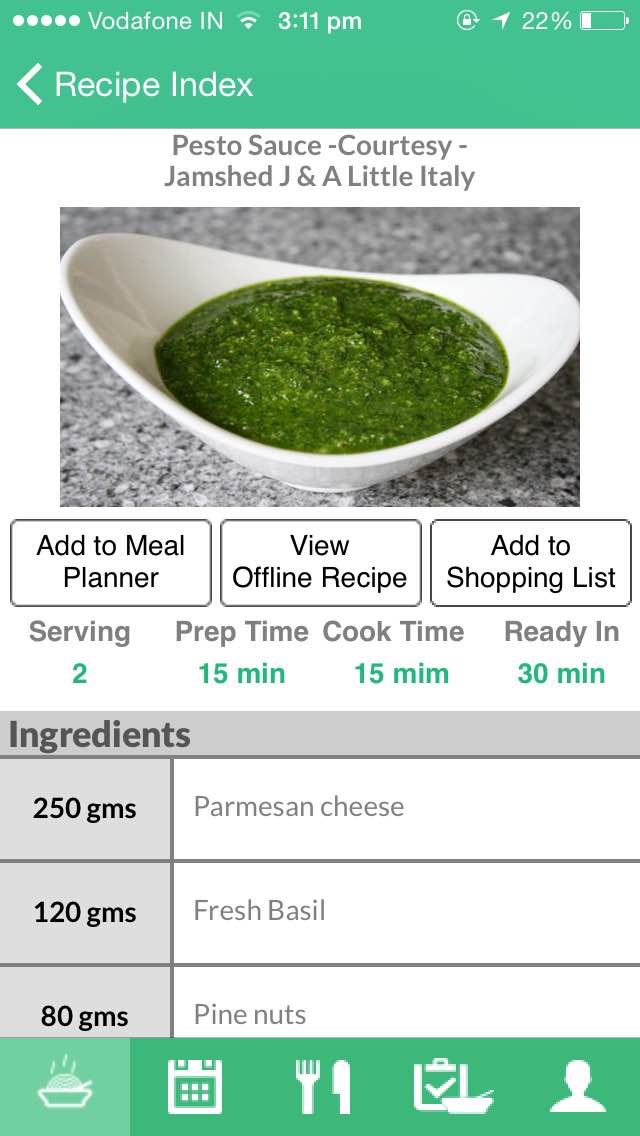 Vodafone IN 3:11 pm 22%
Recipe Index
Pesto Sauce -Courtesy -
Jamshed J & A Little Italy
Add to Meal
Planner
View
Offline Recipe
Add to
Shopping List
Serving Prep Time Cook Time Ready In
2 15 min 15 mim 30 min
Ingredients
250 gms Parmesan cheese
120 gms Fresh Basil
80 gms Pine nuts